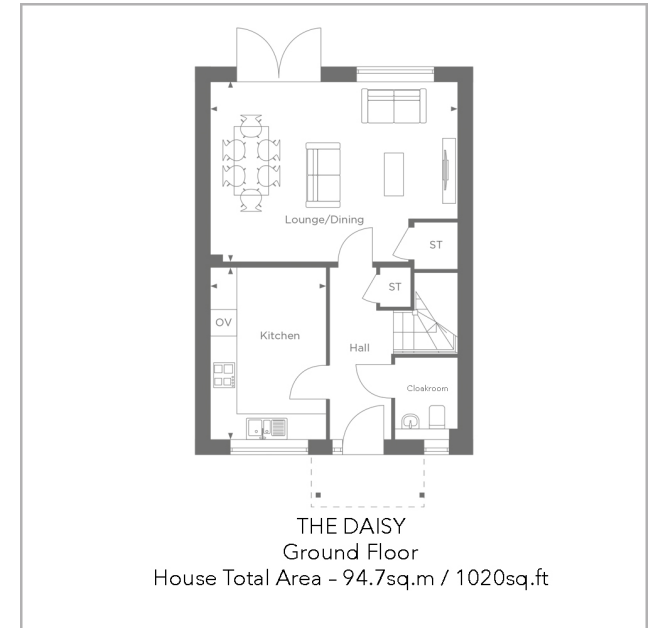 Lounge/Dining
ST
ST
OV
Kitchen
Hall
Cloakroom
THE DAISY
Ground Floor
House Total Area – 94.7sq.m / 1020sq.ft